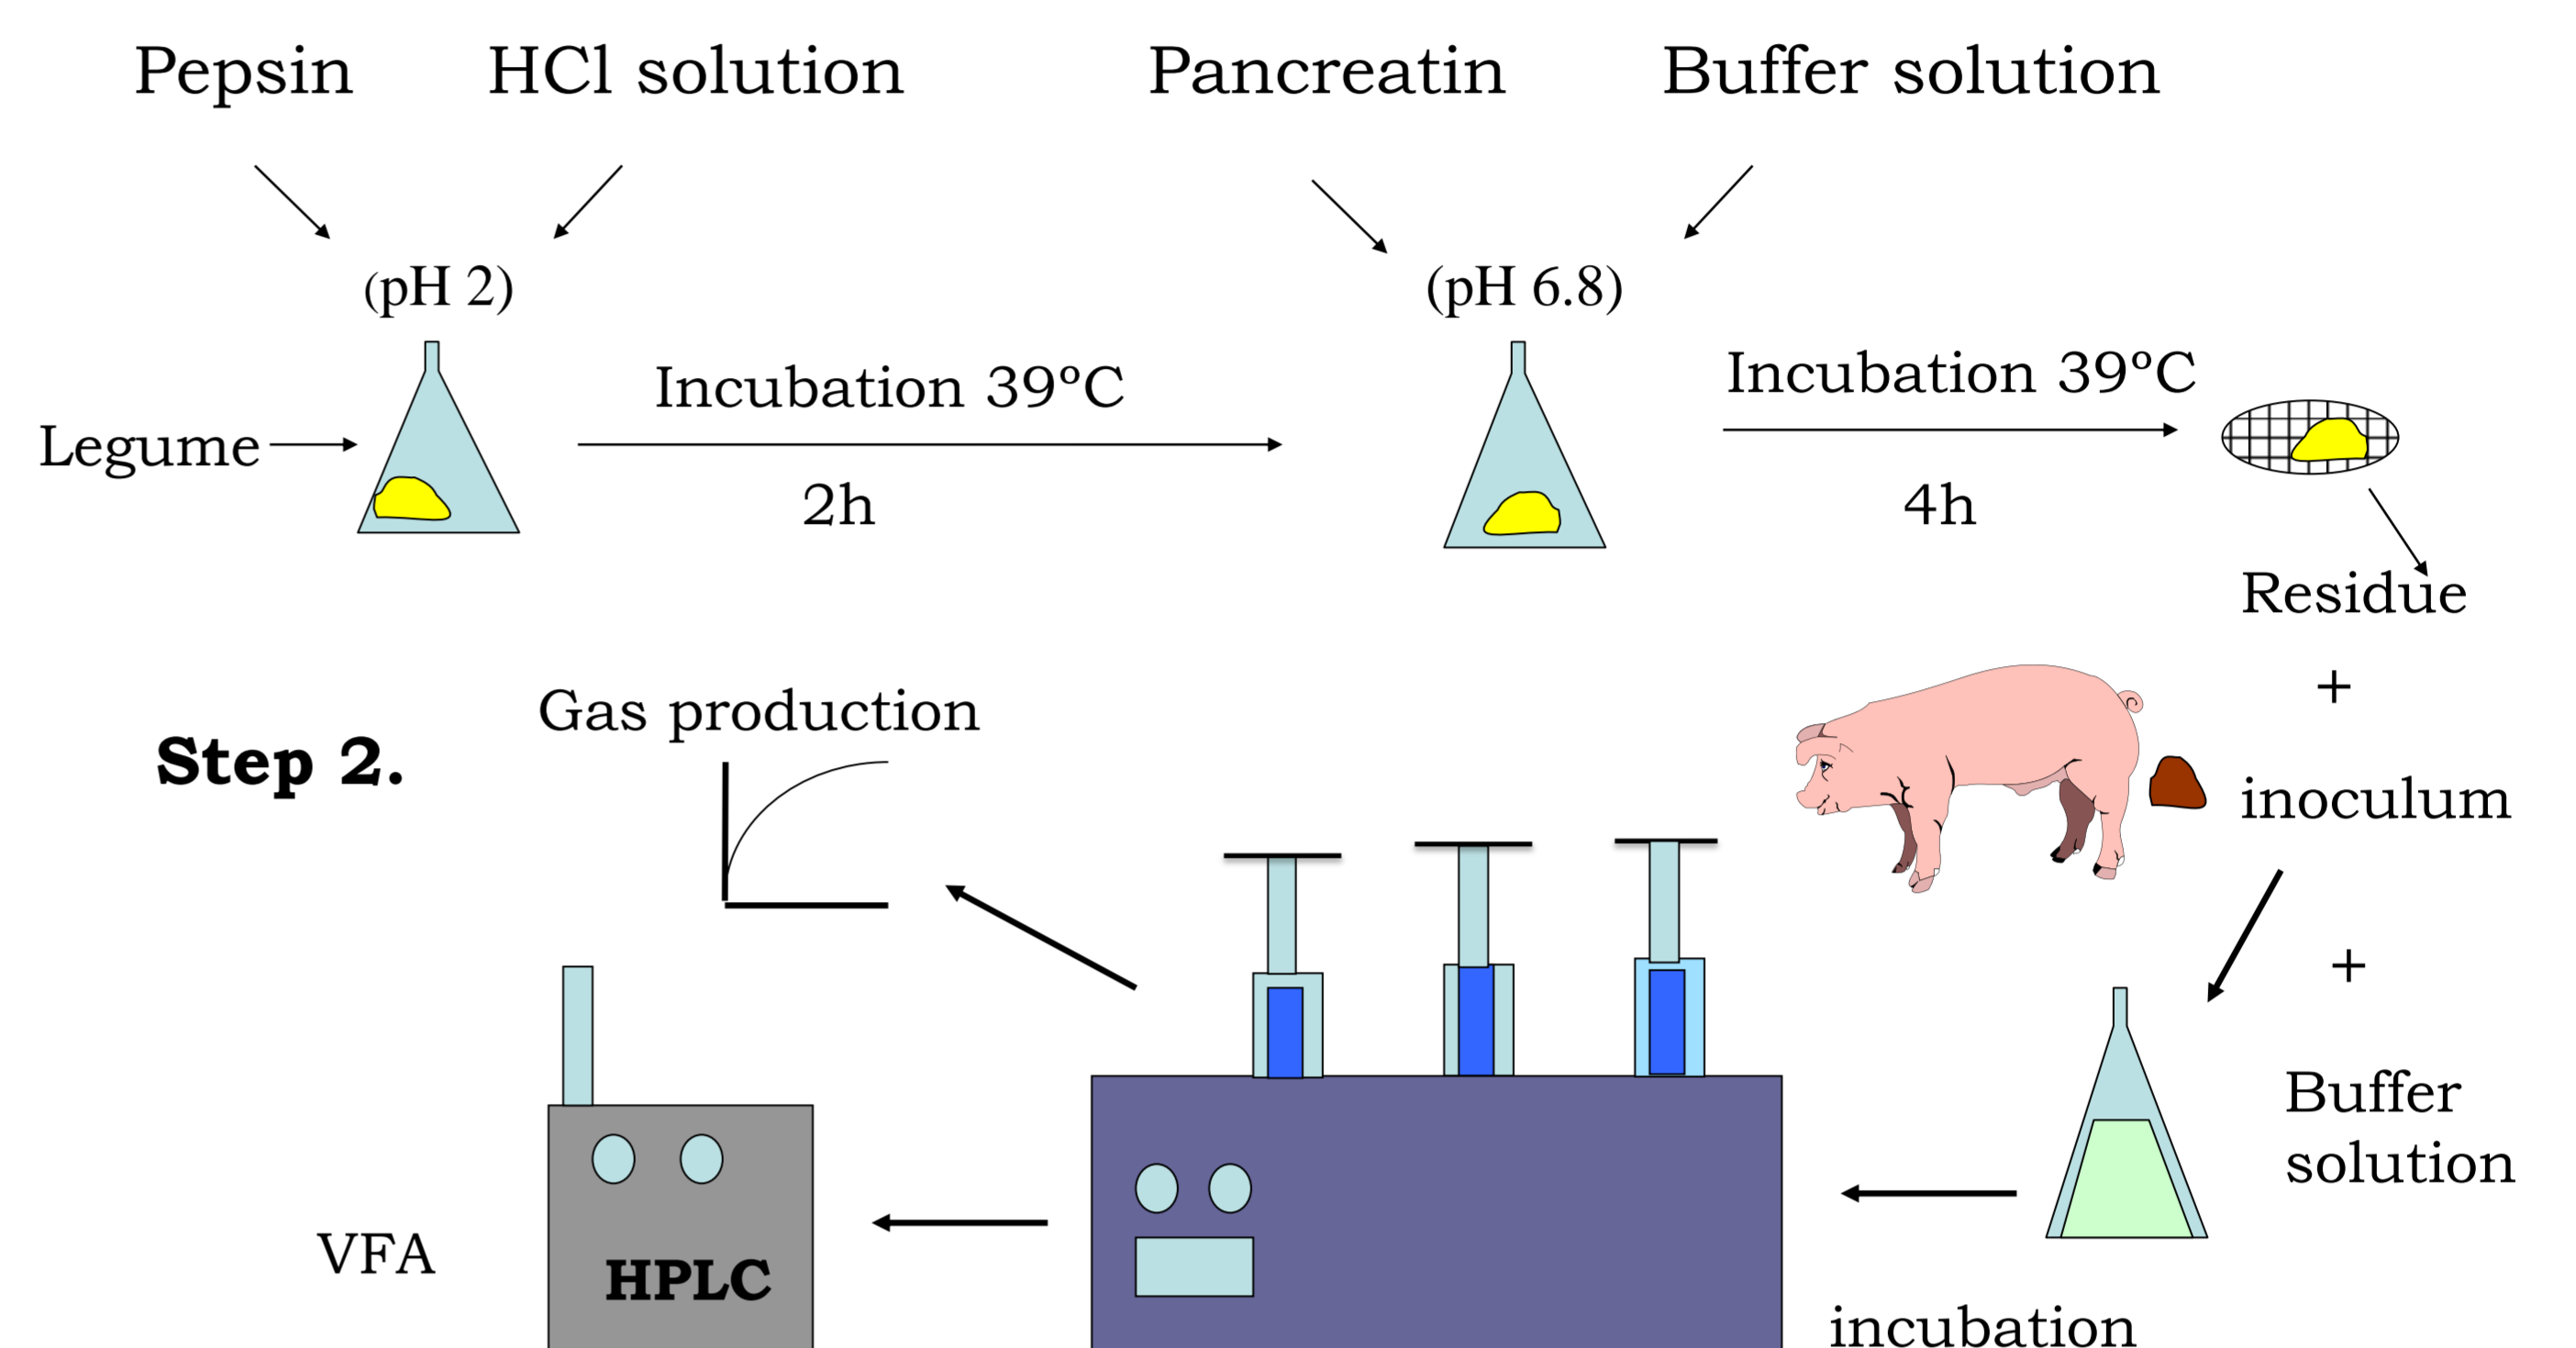 Pepsin HCl solution Pancreatin Buffer solution
(pH 2) (pH 6.8)
Incubation 39°C Incubation 39°C
Legume
2h 4h
Residue
+
Gas production
Step 2.
inoculum
+
Buffer
solution
VFA
HPLC
incubation